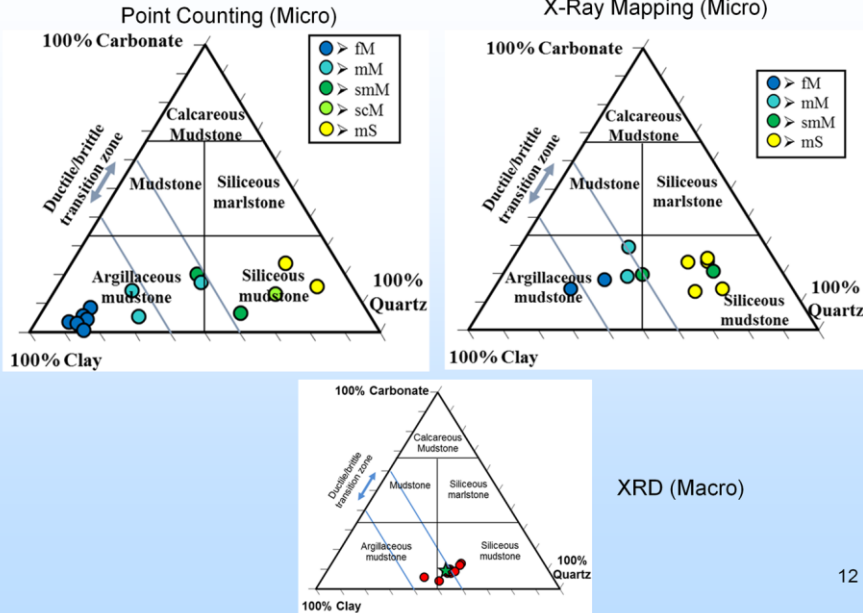 Point Counting (Micro)
100% Carbonate
➢ fM
➢ mM
➢ smM
➢ scM
➢ mS
Calcareous
Mudstone
Ductile/brittle
transition zone
Mudstone
Siliceous
marlstone
Argillaceous
mudstone
Siliceous
mudstone
100%
Quartz
100% Clay
X-Ray Mapping (Micro)
100% Carbonate
➢ fM
➢ mM
➢ smM
➢ mS
Calcareous
Mudstone
Ductile/brittle
transition zone
Mudstone
Siliceous
marlstone
Argillaceous
mudstone
Siliceous
mudstone
100%
Quartz
100% Clay
100% Carbonate
Calcareous
Mudstone
Ductile/brittle
transition zone
Mudstone
Siliceous
marlstone
Argillaceous
mudstone
Siliceous
mudstone
100%
Quartz
100% Clay
XRD (Macro)
12